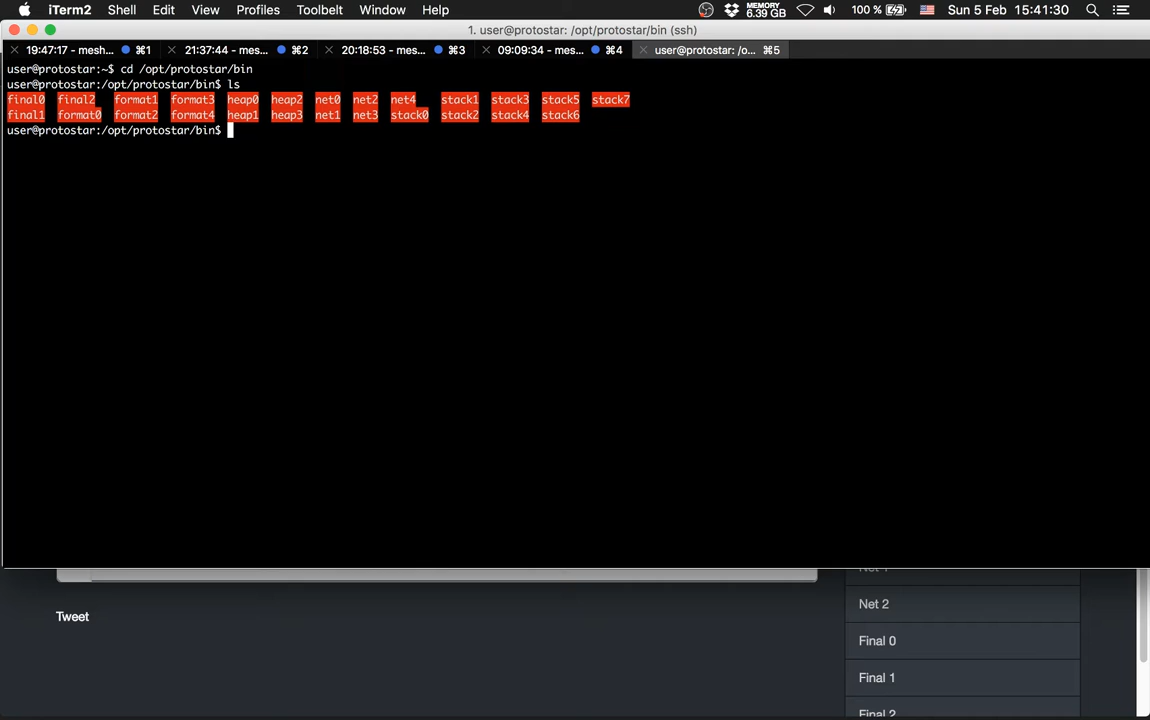 iTerm2 Shell Edit View Profiles Toolbelt Window Help MEMORY 6.39 GB 100 % Sun 5 Feb 15:41:30
1. user@protostar: /opt/protostar/bin (ssh)
19:47:17 - mesh... ⌘1 21:37:44 - mes... ⌘2 20:18:53 - mes... ⌘3 09:09:34 - mes... ⌘4 user@protostar: /o... ⌘5
user@protostar:~$ cd /opt/protostar/bin
user@protostar:/opt/protostar/bin$ ls
final0 final2 format1 format3 heap0 heap2 net0 net2 net4 stack1 stack3 stack5 stack7
final1 format0 format2 format4 heap1 heap3 net1 net3 stack0 stack2 stack4 stack6
user@protostar:/opt/protostar/bin$
Net 1
Net 2
Tweet
Final 0
Final 1
Final 2